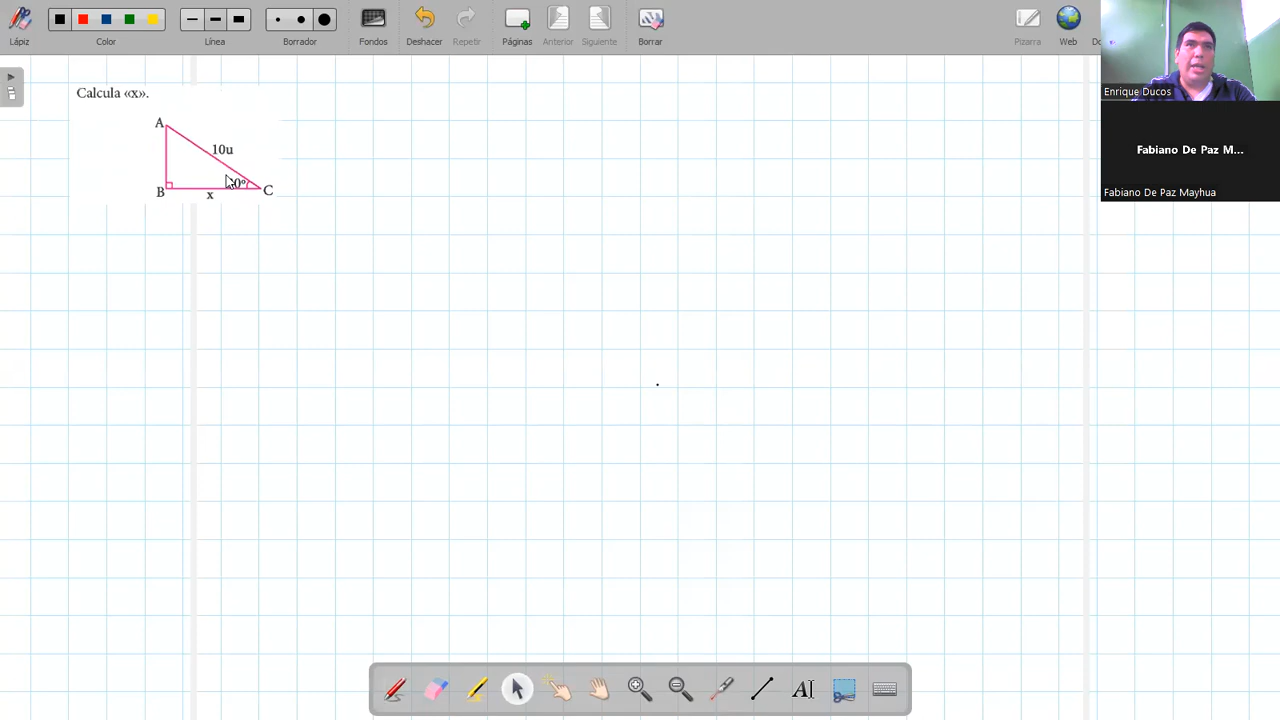 Lápiz
Color
Línea
Borrador
Fondos
Deshacer
Repetir
Páginas
Anterior
Siguiente
Borrar
Pizarra
Web
Enrique Ducos
Fabiano De Paz M...
Fabiano De Paz Mayhua
Calcula «x».
A
10u
B
x
C